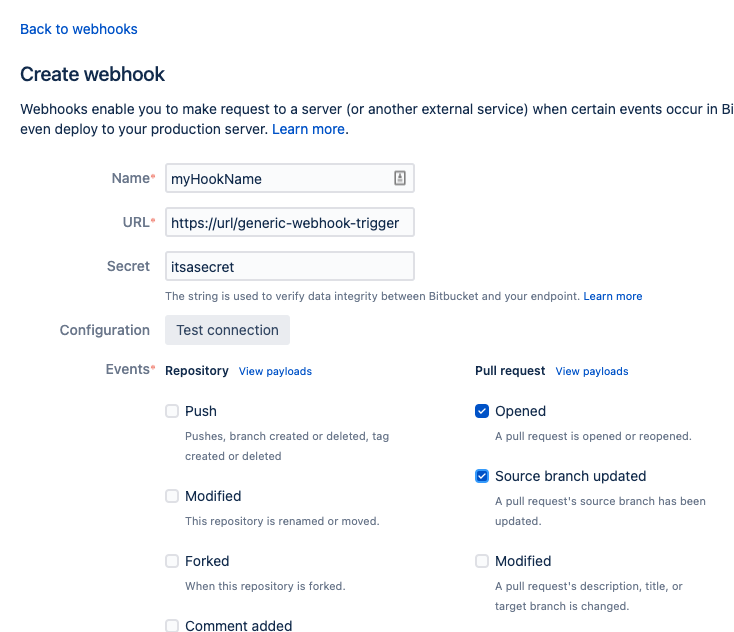 Back to webhooks
Create webhook
Webhooks enable you to make request to a server (or another external service) when certain events occur in Bi
even deploy to your production server. Learn more.
Name* myHookName
URL* https://url/generic-webhook-trigger
Secret itsasecret
The string is used to verify data integrity between Bitbucket and your endpoint. Learn more
Configuration Test connection
Events* Repository View payloads Pull request View payloads
Push
Pushes, branch created or deleted, tag
created or deleted
Modified
This repository is renamed or moved.
Forked
When this repository is forked.
Comment added
Opened
A pull request is opened or reopened.
Source branch updated
A pull request's source branch has been
updated.
Modified
A pull request's description, title, or
target branch is changed.